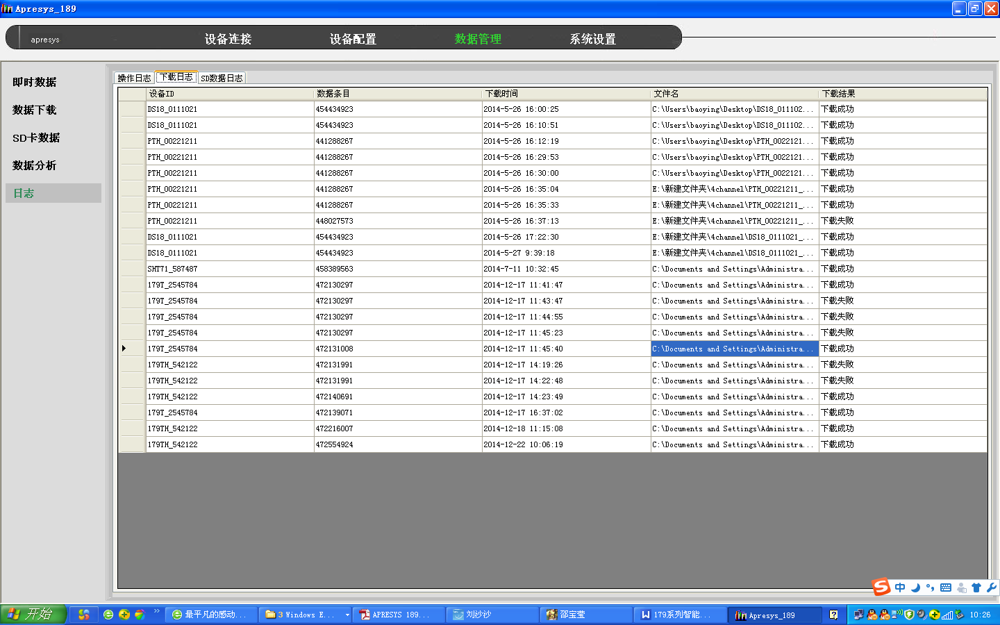 Apresys_189
apresys 设备连接 设备配置 数据管理 系统设置
即时数据
数据下载
SD卡数据
数据分析
日志
操作日志 下载日志 SD数据日志
设备ID 数据条目 下载时间 文件名 下载结果
DS18_0111021 454434923 2014-5-26 16:00:25 C:\Users\baoying\Desktop\DS18_011102... 下载成功
DS18_0111021 454434923 2014-5-26 16:10:51 C:\Users\baoying\Desktop\DS18_011102... 下载成功
PTH_00221211 441288267 2014-5-26 16:12:19 C:\Users\baoying\Desktop\PTH_0022121... 下载成功
PTH_00221211 441288267 2014-5-26 16:29:53 C:\Users\baoying\Desktop\PTH_0022121... 下载成功
PTH_00221211 441288267 2014-5-26 16:30:00 C:\Users\baoying\Desktop\PTH_0022121... 下载成功
PTH_00221211 441288267 2014-5-26 16:35:04 E:\新建文件夹\4channel\PTH_00221211_... 下载成功
PTH_00221211 441288267 2014-5-26 16:35:33 E:\新建文件夹\4channel\PTH_00221211_... 下载成功
PTH_00221211 448027573 2014-5-26 16:37:13 E:\新建文件夹\4channel\PTH_00221211_... 下载失败
DS18_0111021 454434923 2014-5-26 17:22:30 E:\新建文件夹\4channel\DS18_0111021_... 下载成功
DS18_0111021 454434923 2014-5-27 9:39:18 E:\新建文件夹\4channel\DS18_0111021_... 下载成功
SHT71_587487 458389563 2014-7-11 10:32:45 C:\Documents and Settings\Administra... 下载成功
179T_2545784 472130297 2014-12-17 11:41:47 C:\Documents and Settings\Administra... 下载成功
179T_2545784 472130297 2014-12-17 11:43:47 C:\Documents and Settings\Administra... 下载失败
179T_2545784 472130297 2014-12-17 11:44:55 C:\Documents and Settings\Administra... 下载失败
179T_2545784 472130297 2014-12-17 11:45:23 C:\Documents and Settings\Administra... 下载失败
179T_2545784 472131008 2014-12-17 11:45:40 C:\Documents and Settings\Administra... 下载成功
179TH_542122 472131991 2014-12-17 14:19:26 C:\Documents and Settings\Administra... 下载失败
179TH_542122 472131991 2014-12-17 14:22:48 C:\Documents and Settings\Administra... 下载失败
179TH_542122 472140691 2014-12-17 14:23:49 C:\Documents and Settings\Administra... 下载成功
179T_2545784 472139071 2014-12-17 16:37:02 C:\Documents and Settings\Administra... 下载成功
179TH_542122 472216007 2014-12-18 11:15:08 C:\Documents and Settings\Administra... 下载成功
179TH_542122 472554924 2014-12-22 10:06:19 C:\Documents and Settings\Administra... 下载成功
S 中
开始 最平凡的感动... 3 Windows E... APRESYS 189... 刘沙沙 邵宝莹 179系列智能... Apresys_189 10:26